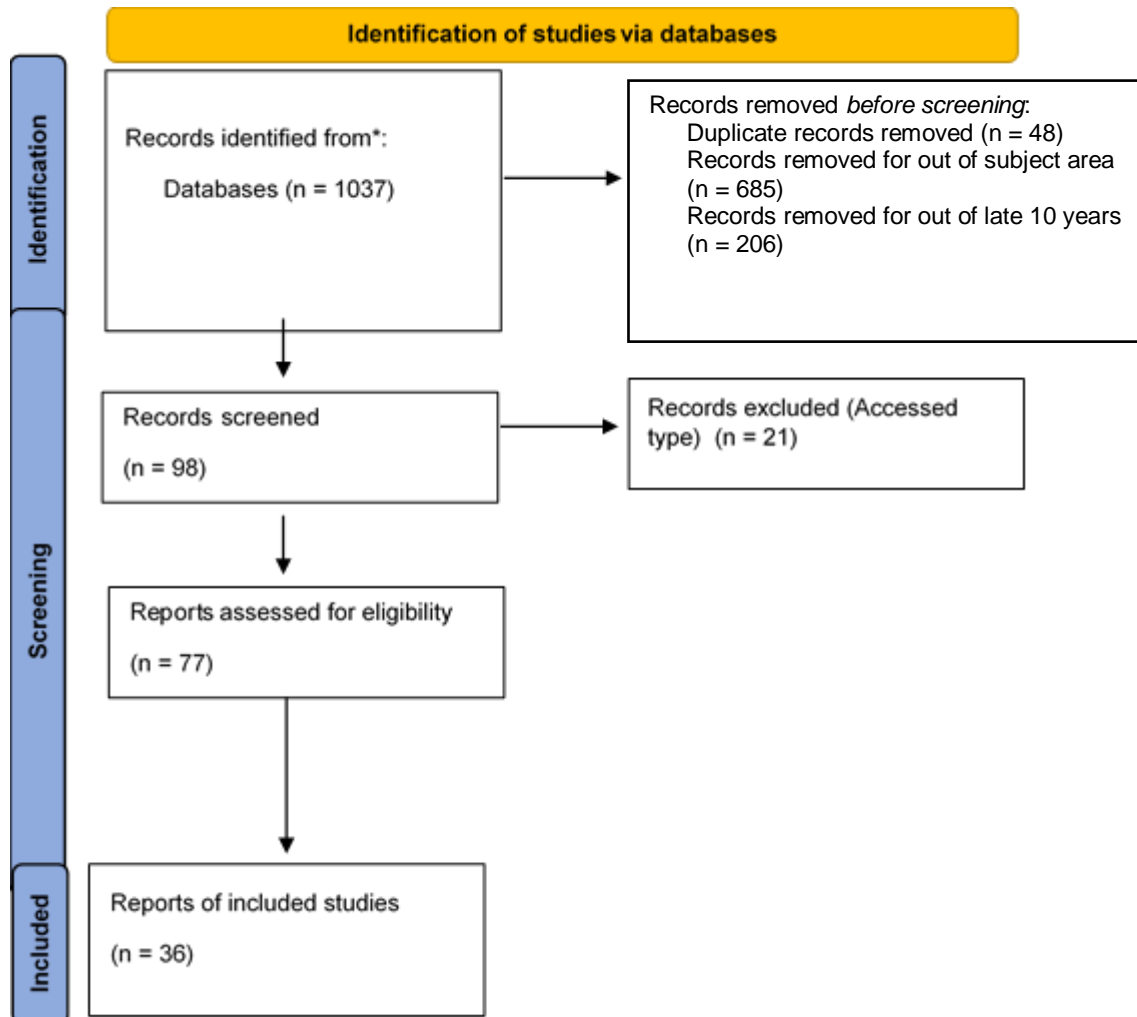 Identification of studies via databases
Identification
Records identified from*:
Databases (n = 1037)
Records removed before screening:
Duplicate records removed (n = 48)
Records removed for out of subject area
(n = 685)
Records removed for out of late 10 years
(n = 206)
Screening
Records screened
(n = 98)
Records excluded (Accessed
type) (n = 21)
Reports assessed for eligibility
(n = 77)
Included
Reports of included studies
(n = 36)